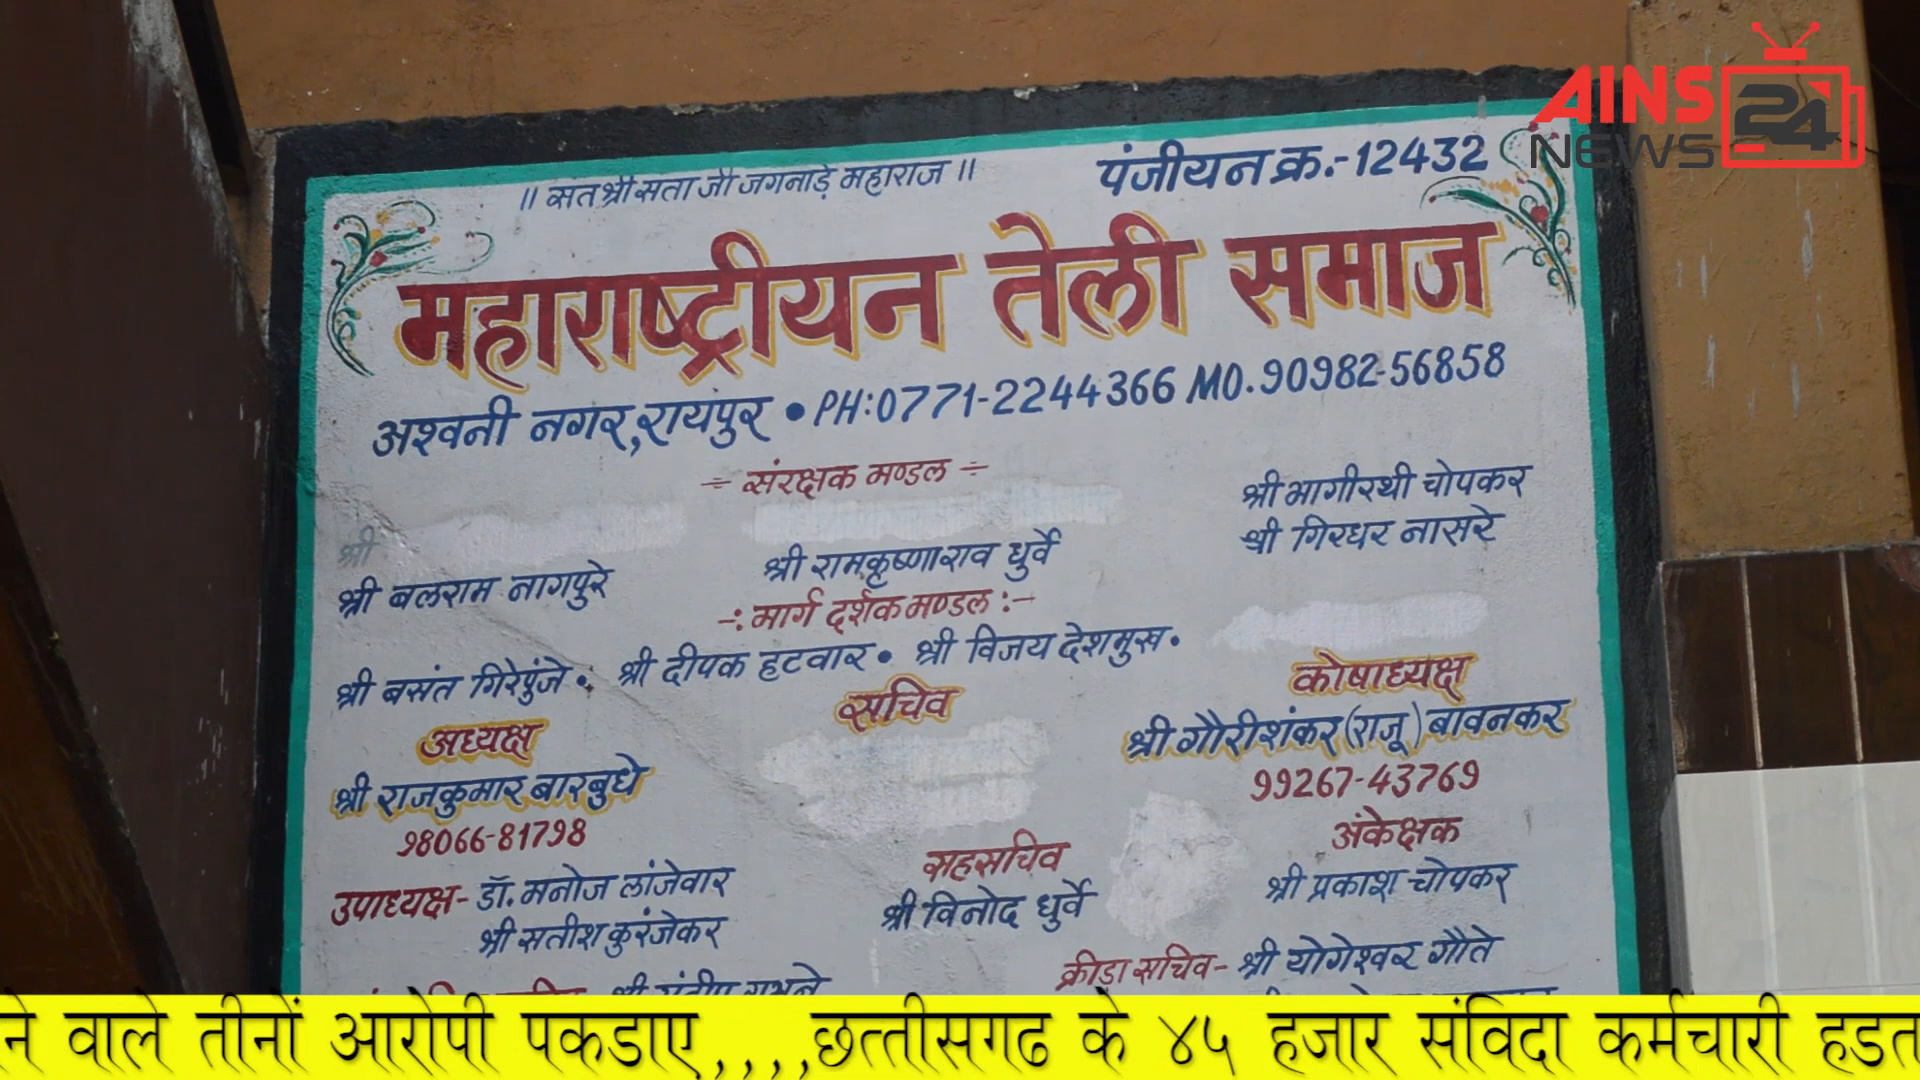 AINS
NEWS 24
|| संत श्री संता जी जगनाड़े महाराज ||
पंजीयन क्र.-12432
महाराष्ट्रीयन तेली समाज
अश्वनी नगर, रायपुर • PH:0771-2244366 MO.90982-56858
संरक्षक मण्डल
श्री
श्री भागीरथी चोपकर
श्री बलराम नागपुरे
श्री रामकृष्णाराव धुर्वे
श्री गिरधर नासरे
-: मार्ग दर्शक मण्डल :-
श्री बसंत गिरेपुंजे • श्री दीपक हटवार • श्री विजय देशमुख •
अध्यक्ष
सचिव
कोषाध्यक्ष
श्री राजकुमार बारबुधे
श्री गौरीशंकर (राजू) बावनकर
98066-81798
99267-43769
सहसचिव
अंकेक्षक
उपाध्यक्ष- डॉ. मनोज लांजेवार
श्री विनोद धुर्वे
श्री प्रकाश चोपकर
श्री सतीश कुरंजेकर
क्रीडा सचिव- श्री योगेश्वर गौते
ने वाले तीनों आरोपी पकडाए,,,,छत्तीसगढ के ४५ हजार संविदा कर्मचारी हडत